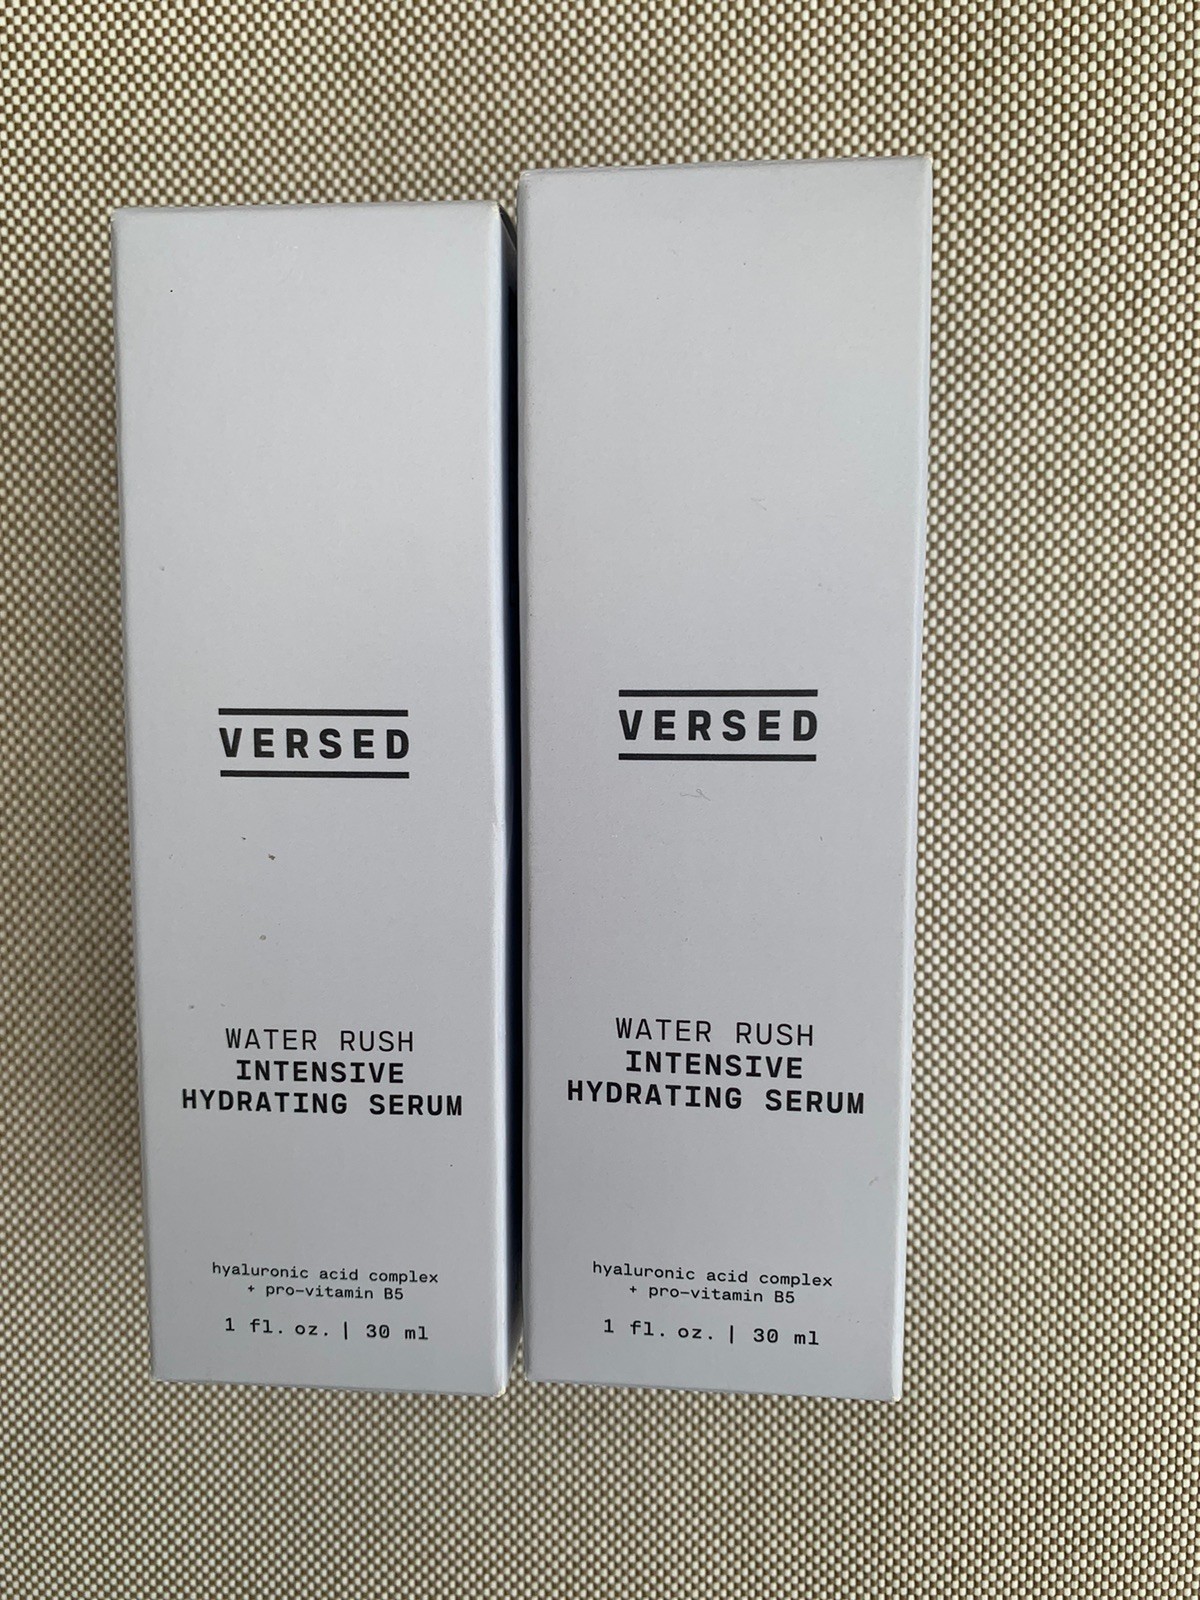 VERSED
WATER RUSH
INTENSIVE
HYDRATING SERUM
hyaluronic acid complex
+ pro-vitamin B5
1 fl. oz. | 30 ml
VERSED
WATER RUSH
INTENSIVE
HYDRATING SERUM
hyaluronic acid complex
+ pro-vitamin B5
1 fl. oz. | 30 ml